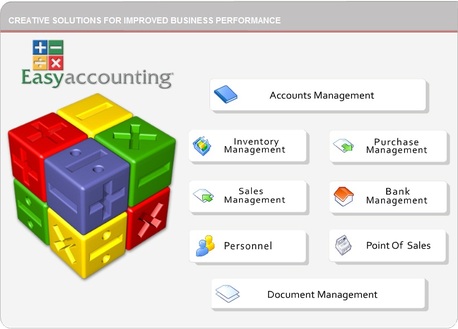 CREATIVE SOLUTIONS FOR IMPROVED BUSINESS PERFORMANCE
Easyaccounting
Accounts Management
Inventory
Management
Purchase
Management
Sales
Management
Bank
Management
Personnel
Point Of Sales
Document Management